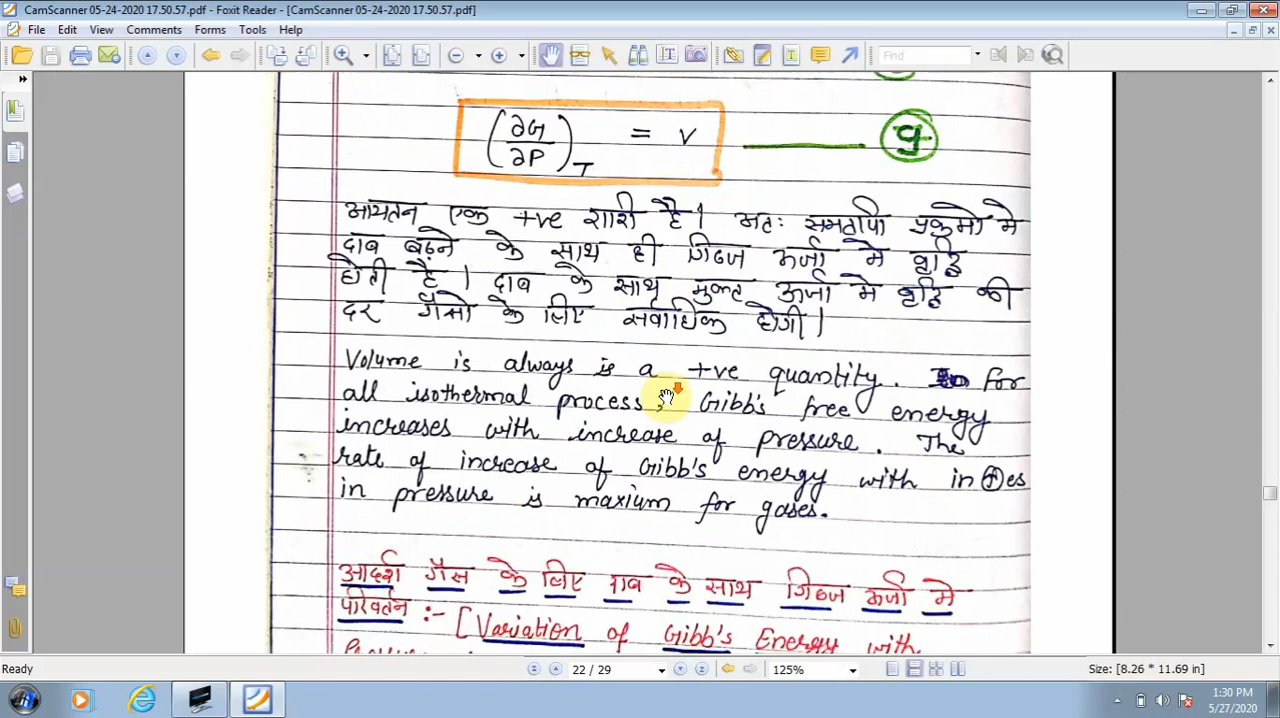 CamScanner 05-24-2020 17.50.57.pdf - Foxit Reader - [CamScanner 05-24-2020 17.50.57.pdf]
File Edit View Comments Forms Tools Help
Find
(∂G/∂P)T = V ⑨
आयतन एक +ve राशी है। अतः समतापि प्रक्रमो मे
दाब बढ़ने के साथ ही गिब्ज ऊर्जा मे वृद्धि
होती है। दाब के साथ मुक्त ऊर्जा मे वृद्धि की
दर गैसो के लिए सर्वाधिक होगी।
Volume is always is a +ve quantity. for
all isothermal process, Gibb's free energy
increases with increase of pressure. The
rate of increase of Gibb's energy with in⊕es
in pressure is maxium for gases.
आदर्श गैस के लिए दाब के साथ गिब्ज ऊर्जा मे
परिवर्तन :- [Variation of Gibb's Energy with
Ready 22 / 29 125% Size: [8.26 * 11.69 in]
1:30 PM
5/27/2020